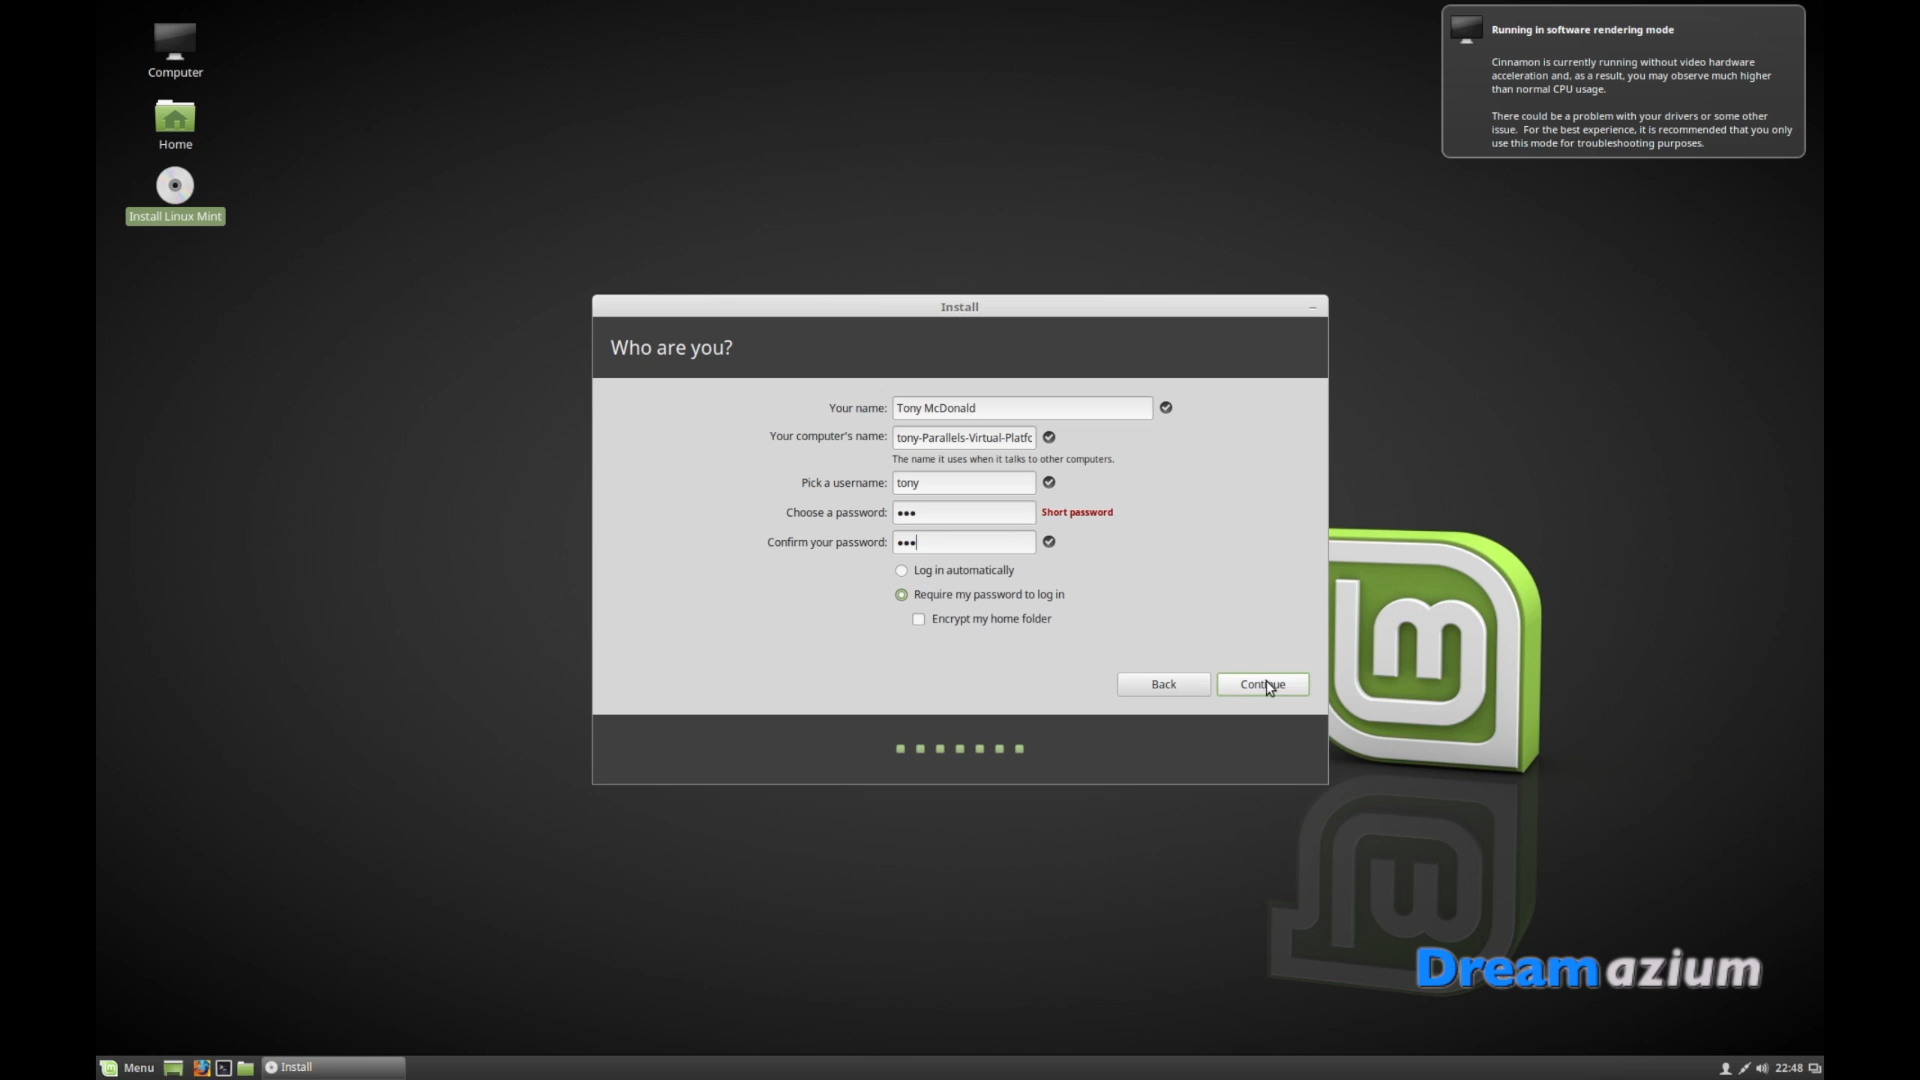 Computer
Home
Install Linux Mint
Running in software rendering mode
Cinnamon is currently running without video hardware
acceleration and, as a result, you may observe much higher
than normal CPU usage.
There could be a problem with your drivers or some other
issue. For the best experience, it is recommended that you only
use this mode for troubleshooting purposes.
Install
Who are you?
Your name: Tony McDonald
Your computer's name: tony-Parallels-Virtual-Platfo
The name it uses when it talks to other computers.
Pick a username: tony
Choose a password: ●●● Short password
Confirm your password: ●●●
Log in automatically
Require my password to log in
Encrypt my home folder
Back Continue
Dreamazium
Menu Install 22:48